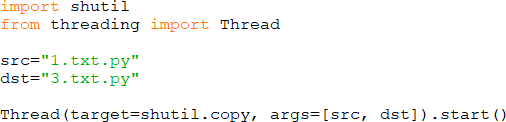 import shutil
from threading import Thread
src="1.txt.py"
dst="3.txt.py"
Thread(target=shutil.copy, args=[src, dst]).start()